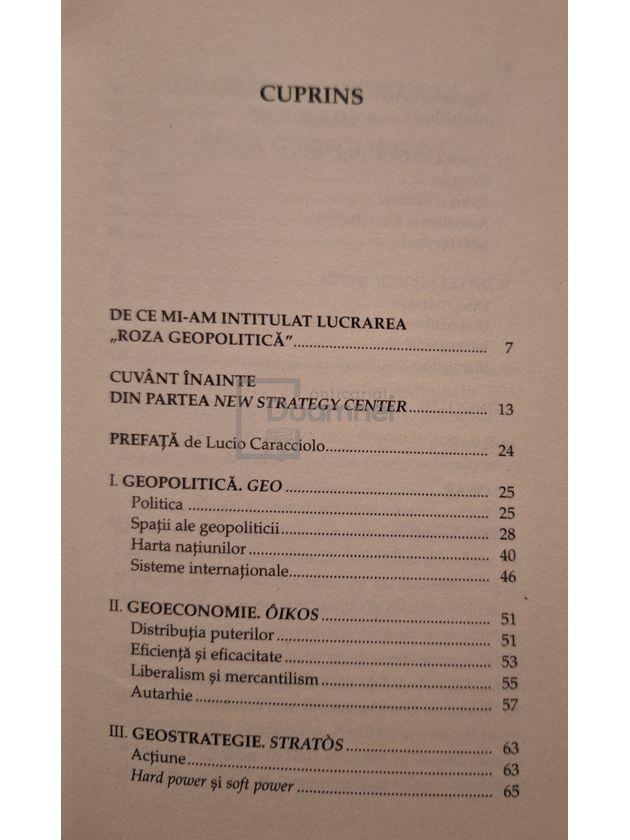 CUPRINS
DE CE MI-AM INTITULAT LUCRAREA
„ROZA GEOPOLITICĂ”.......... 7
CUVÂNT ÎNAINTE
DIN PARTEA NEW STRATEGY CENTER.......... 13
PREFAȚĂ de Lucio Caracciolo.......... 24
I. GEOPOLITICĂ. GEO.......... 25
Politica.......... 25
Spații ale geopoliticii.......... 28
Harta națiunilor.......... 40
Sisteme internaționale.......... 46
II. GEOECONOMIE. ÔIKOS.......... 51
Distribuția puterilor.......... 51
Eficiență și eficacitate.......... 53
Liberalism și mercantilism.......... 55
Autarhie.......... 57
III. GEOSTRATEGIE. STRATÒS.......... 63
Acțiune.......... 63
Hard power și soft power.......... 65
antikariat
Doamnei